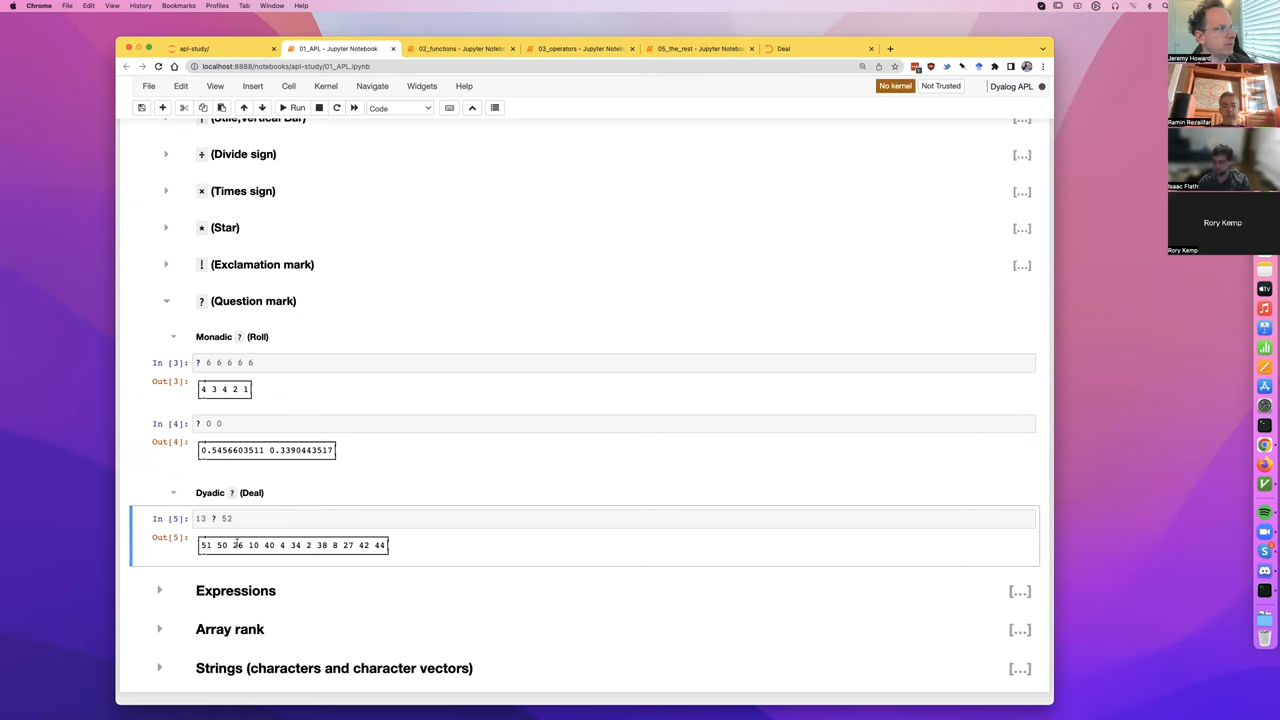 Chrome File Edit View History Bookmarks Profiles Tab Window Help
apl-study/ 01_APL - Jupyter Notebook 02_functions - Jupyter Noteb 03_operators - Jupyter Noteb 05_the_rest - Jupyter Notebo Deal
localhost:8888/notebooks/apl-study/01_APL.ipynb
File Edit View Insert Cell Kernel Navigate Widgets Help No kernel Not Trusted Dyalog APL
Run Code
| (Stile,Vertical Bar) [...]
÷ (Divide sign) [...]
× (Times sign) [...]
* (Star) [...]
! (Exclamation mark) [...]
? (Question mark)
Monadic ? (Roll)
In [3]: ? 6 6 6 6 6
Out[3]: 4 3 4 2 1
In [4]: ? 0 0
Out[4]: 0.5456603511 0.3390443517
Dyadic ? (Deal)
In [5]: 13 ? 52
Out[5]: 51 50 26 10 40 4 34 2 38 8 27 42 44
Expressions [...]
Array rank [...]
Strings (characters and character vectors) [...]
Jeremy Howard
Ramin Rezaiifar
Isaac Flath
Rory Kemp
Rory Kemp